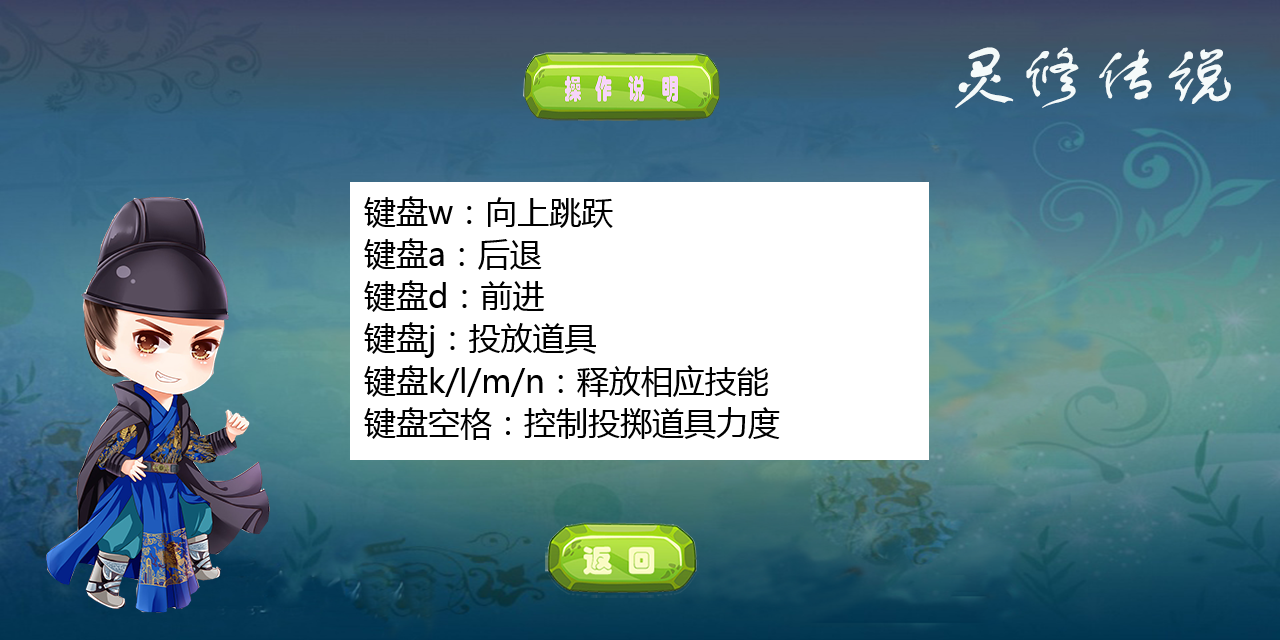 操作说明
灵修传说
键盘w：向上跳跃
键盘a：后退
键盘d：前进
键盘j：投放道具
键盘k/l/m/n：释放相应技能
键盘空格：控制投掷道具力度
返回